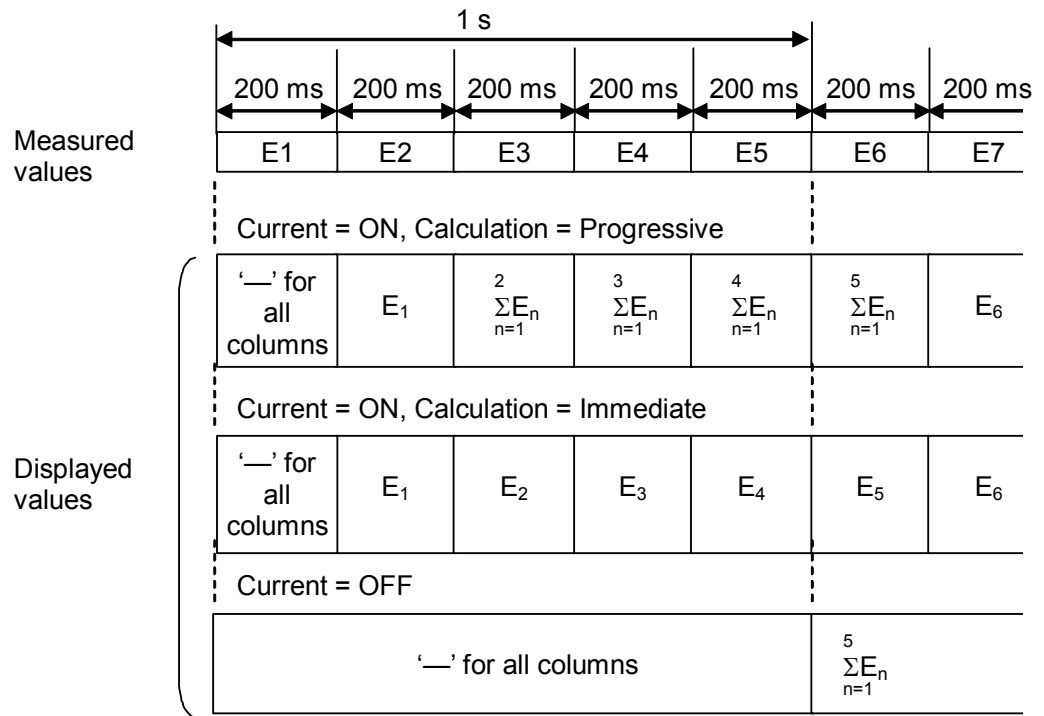 1 s
200 ms 200 ms 200 ms 200 ms 200 ms 200 ms 200 ms
Measured values
E1 E2 E3 E4 E5 E6 E7
Current = ON, Calculation = Progressive
‘—’ for all columns
E₁
2 ΣEₙ n=1
3 ΣEₙ n=1
4 ΣEₙ n=1
5 ΣEₙ n=1
E₆
Current = ON, Calculation = Immediate
Displayed values
‘—’ for all columns
E₁ E₂ E₃ E₄ E₅ E₆
Current = OFF
‘—’ for all columns
5 ΣEₙ n=1